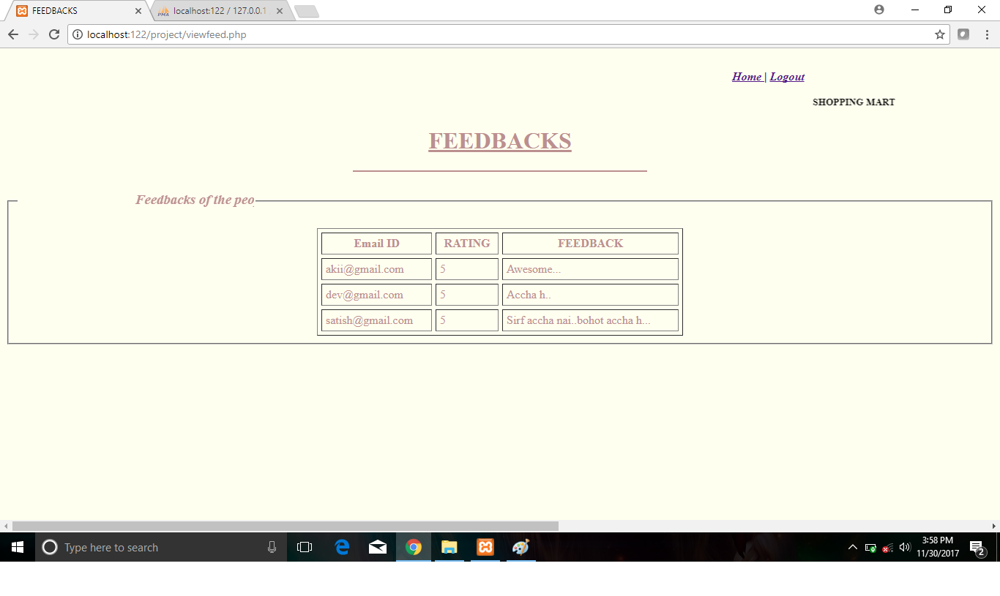 FEEDBACKS
localhost:122 / 127.0.0.1
localhost:122/project/viewfeed.php
Home | Logout
SHOPPING MART
FEEDBACKS
Feedbacks of the peo
Email ID RATING FEEDBACK
akii@gmail.com 5 Awesome...
dev@gmail.com 5 Accha h..
satish@gmail.com 5 Sirf accha nai..bohot accha h...
Type here to search
3:58 PM
11/30/2017
2